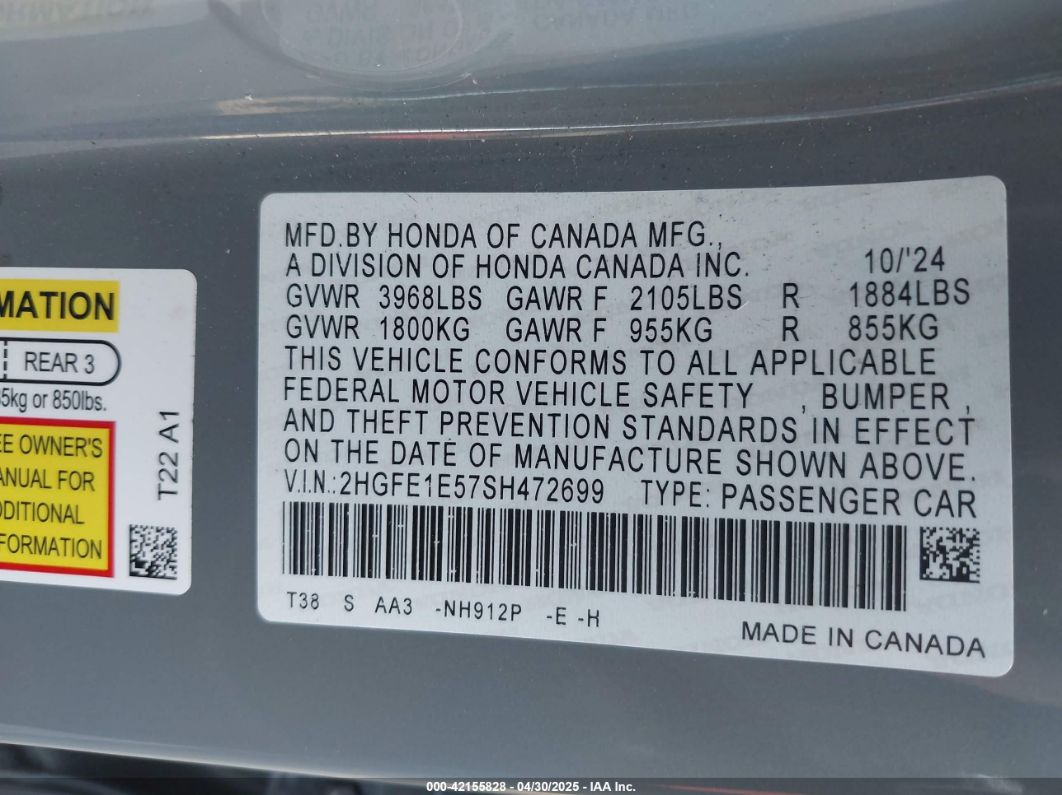 MFD.BY HONDA OF CANADA MFG.,
A DIVISION OF HONDA CANADA INC. 10/'24
GVWR 3968LBS GAWR F 2105LBS R 1884LBS
GVWR 1800KG GAWR F 955KG R 855KG
THIS VEHICLE CONFORMS TO ALL APPLICABLE
FEDERAL MOTOR VEHICLE SAFETY , BUMPER ,
AND THEFT PREVENTION STANDARDS IN EFFECT
ON THE DATE OF MANUFACTURE SHOWN ABOVE.
V.I.N.:2HGFE1E57SH472699 TYPE: PASSENGER CAR
T38 S AA3 -NH912P -E -H
MADE IN CANADA
MATION
REAR 3
5kg or 850lbs.
EE OWNER'S
ANUAL FOR
DDITIONAL
FORMATION
T22 A1
000-42155828 - 04/30/2025 - IAA Inc.